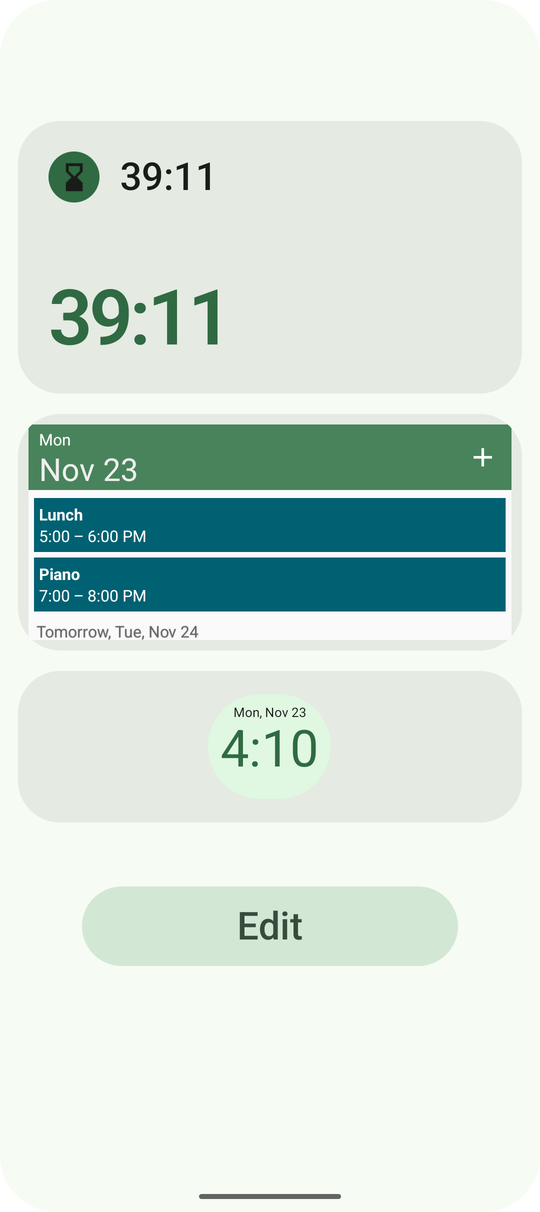 39:11
39:11
Mon
Nov 23
Lunch
5:00 – 6:00 PM
Piano
7:00 – 8:00 PM
Tomorrow, Tue, Nov 24
Mon, Nov 23
4:10
Edit